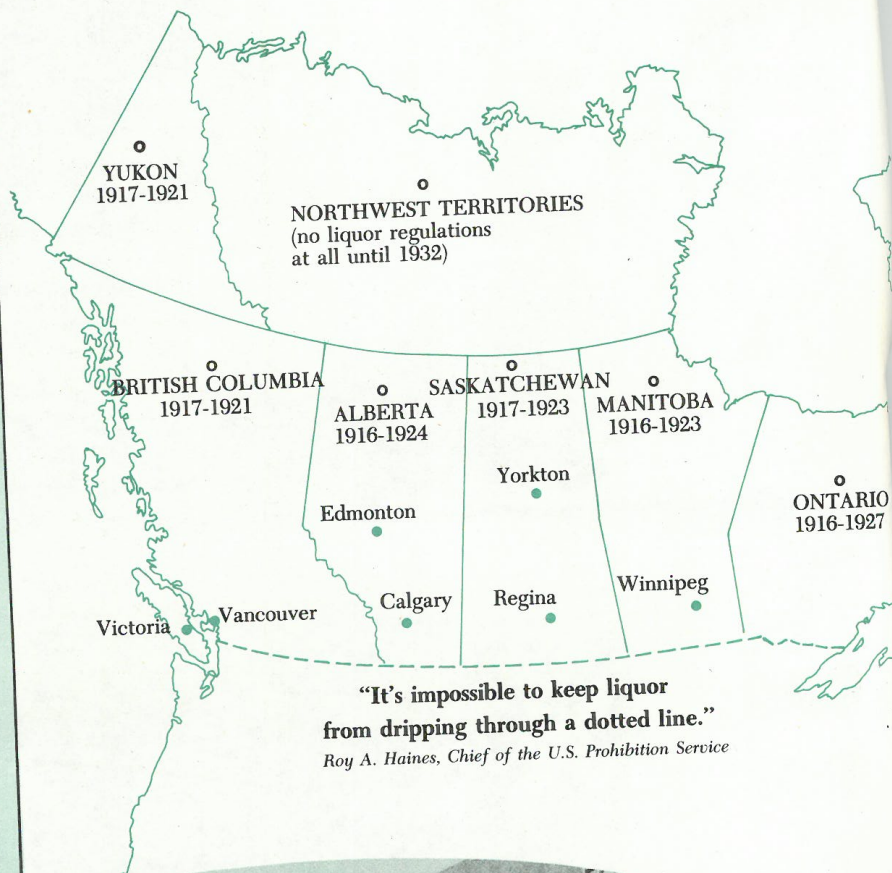 YUKON
1917-1921
NORTHWEST TERRITORIES
(no liquor regulations
at all until 1932)
BRITISH COLUMBIA
1917-1921
ALBERTA
1916-1924
SASKATCHEWAN
1917-1923
MANITOBA
1916-1923
ONTARIO
1916-1927
Yorkton
Edmonton
Calgary
Regina
Winnipeg
Vancouver
Victoria
“It's impossible to keep liquor
from dripping through a dotted line.”
Roy A. Haines, Chief of the U.S. Prohibition Service